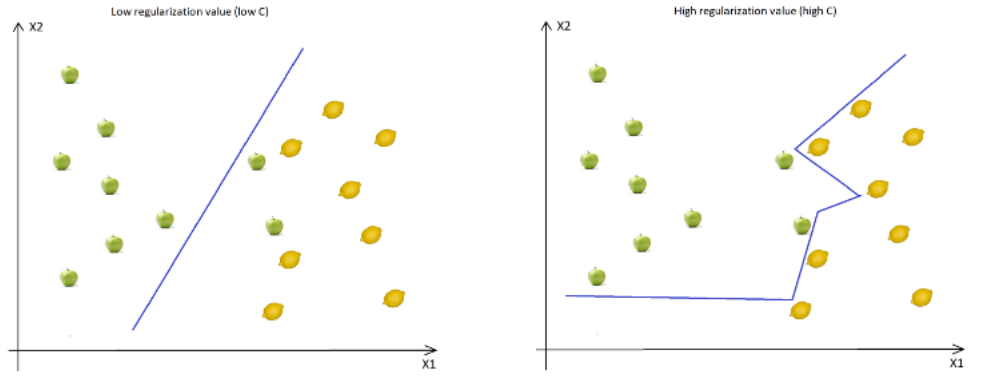 Low regularization value (low C)
X2
X1
High regularization value (high C)
X2
X1